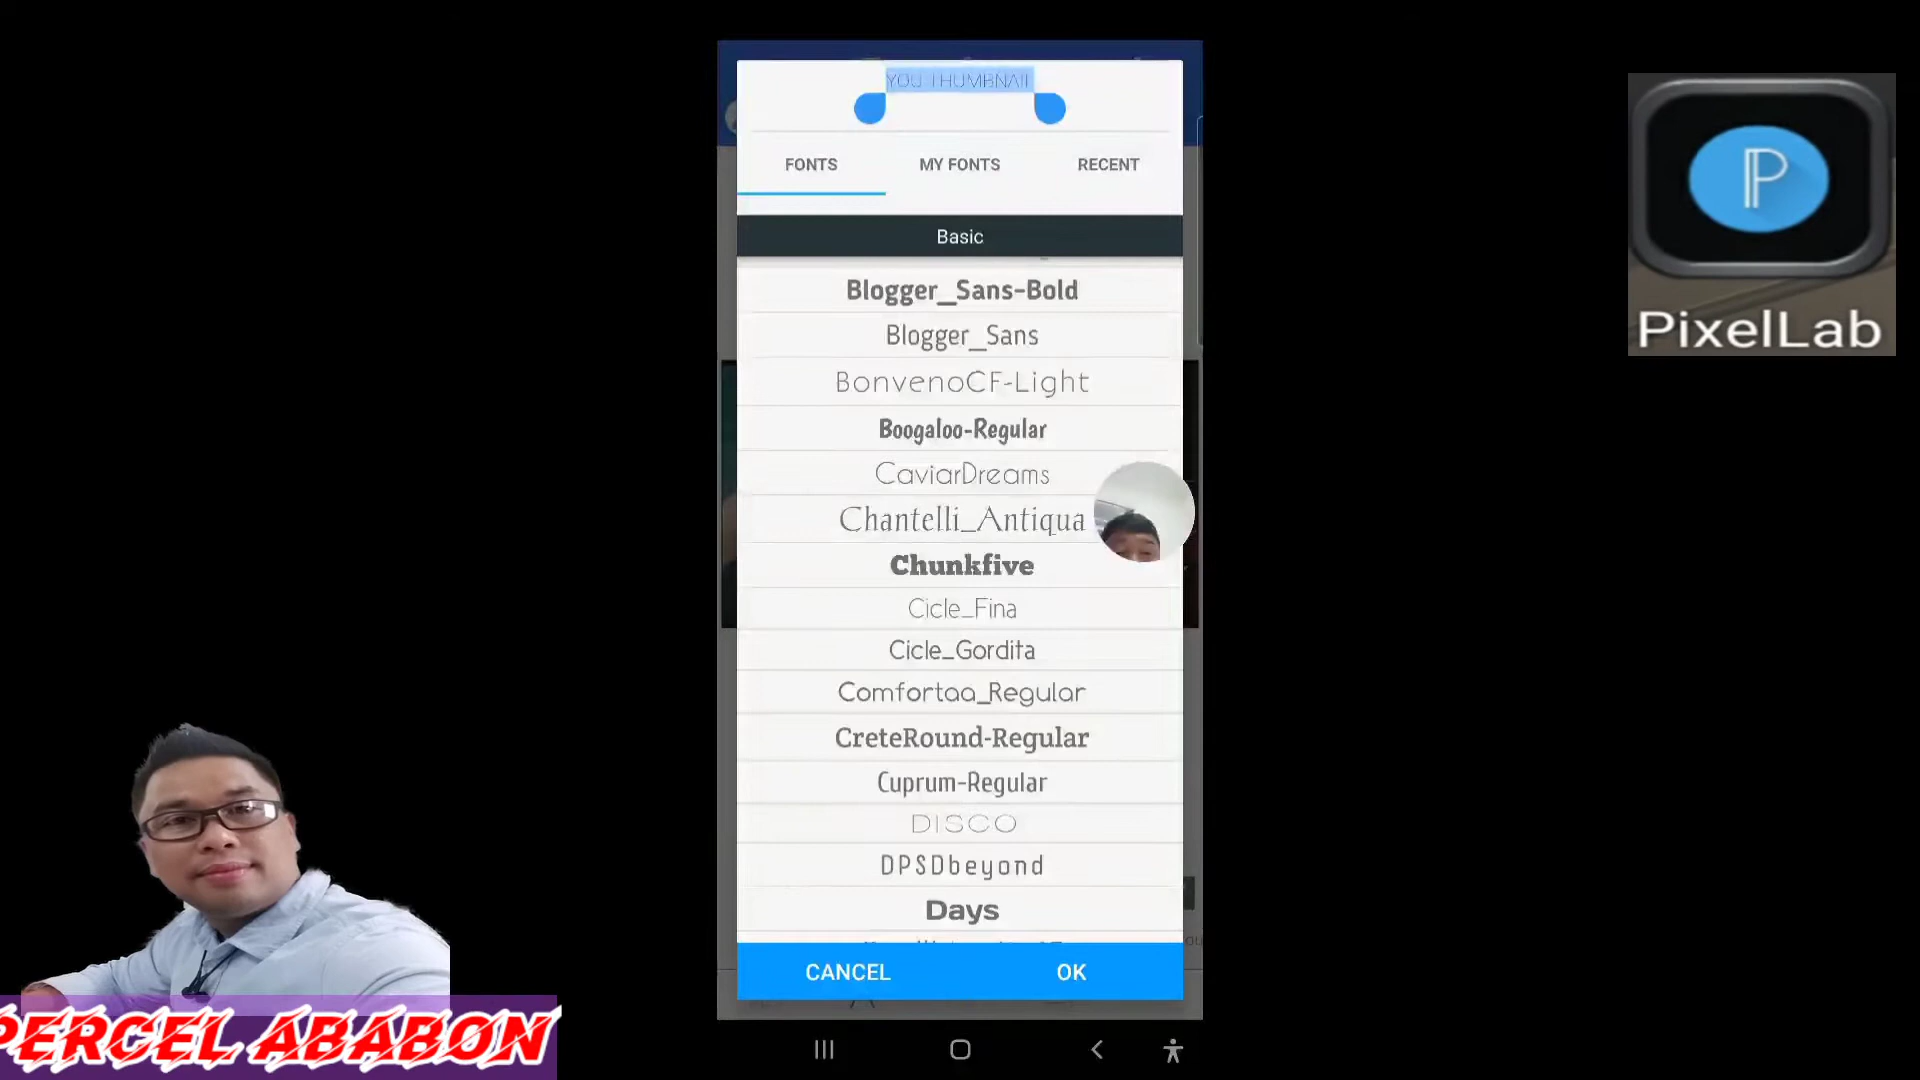 YOU THUMBNAIL
FONTS
MY FONTS
RECENT
Basic
Blogger_Sans-Bold
Blogger_Sans
BonvenoCF-Light
Boogaloo-Regular
CaviarDreams
Chantelli_Antiqua
Chunkfive
Cicle_Fina
Cicle_Gordita
Comfortaa_Regular
CreteRound-Regular
Cuprum-Regular
DISCO
DPSDbeyond
Days
CANCEL
OK
PixelLab
PERCEL ABABON